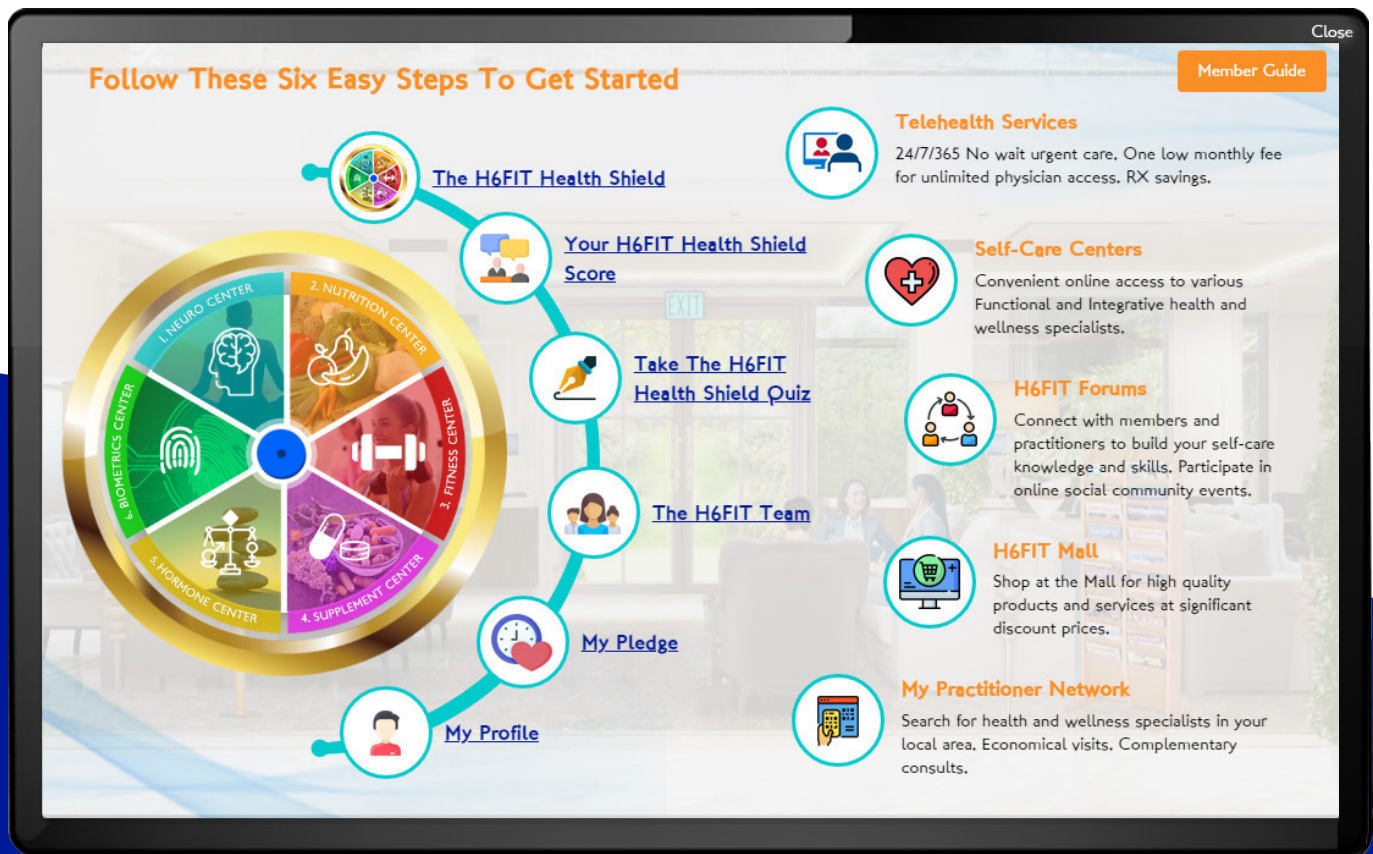 Close
Member Guide
Follow These Six Easy Steps To Get Started
The H6FIT Health Shield
Your H6FIT Health Shield
Score
Take The H6FIT
Health Shield Quiz
The H6FIT Team
My Pledge
My Profile
1. NEURO CENTER
2. NUTRITION CENTER
3. FITNESS CENTER
4. SUPPLEMENT CENTER
5. HORMONE CENTER
6. BIOMETRICS CENTER
EXIT
Telehealth Services
24/7/365 No wait urgent care. One low monthly fee
for unlimited physician access. RX savings.
Self-Care Centers
Convenient online access to various
Functional and Integrative health and
wellness specialists.
H6FIT Forums
Connect with members and
practitioners to build your self-care
knowledge and skills. Participate in
online social community events.
H6FIT Mall
Shop at the Mall for high quality
products and services at significant
discount prices.
My Practitioner Network
Search for health and wellness specialists in your
local area. Economical visits. Complementary
consults.